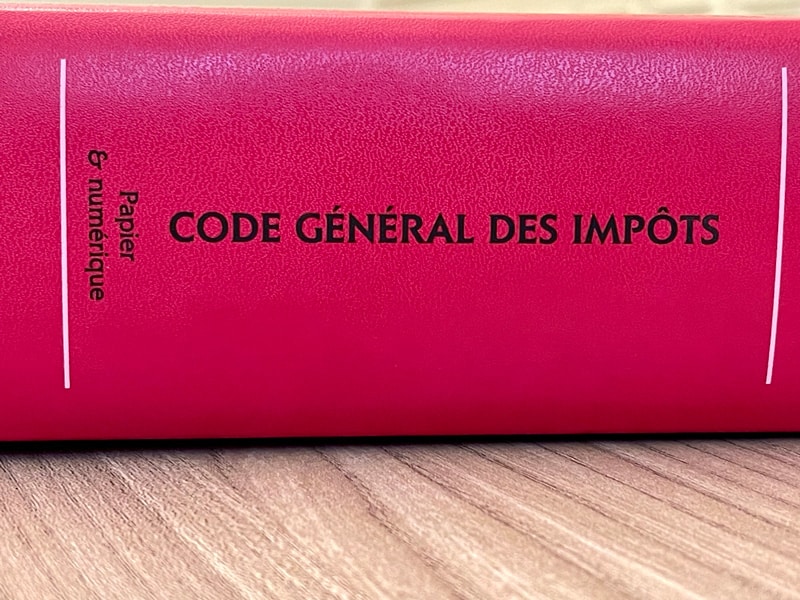 Papier
& numérique
CODE GÉNÉRAL DES IMPÔTS